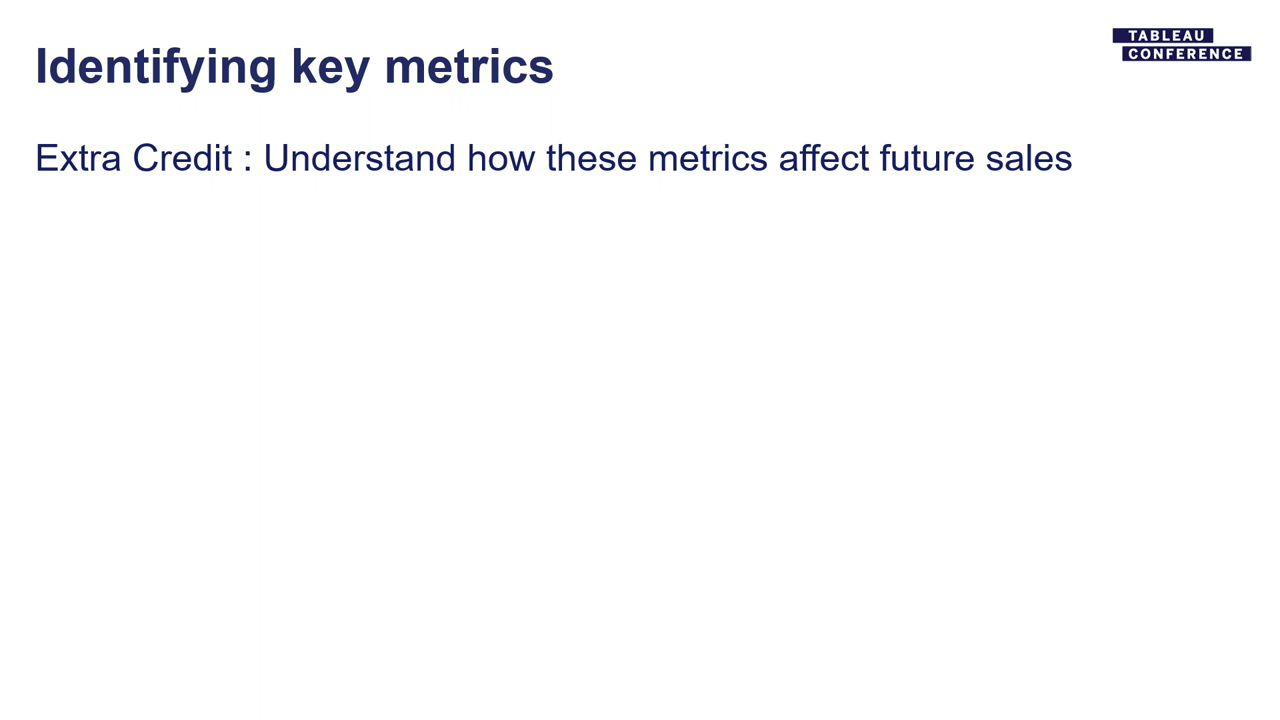 Identifying key metrics
TABLEAU
CONFERENCE
Extra Credit : Understand how these metrics affect future sales